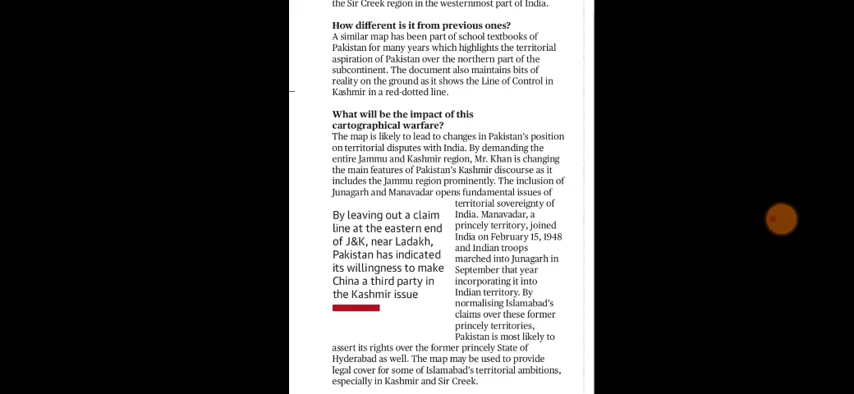 the Sir Creek region in the westernmost part of India.
How different is it from previous ones?
A similar map has been part of school textbooks of
Pakistan for many years which highlights the territorial
aspiration of Pakistan over the northern part of the
subcontinent. The document also maintains bits of
reality on the ground as it shows the Line of Control in
Kashmir in a red-dotted line.
What will be the impact of this
cartographical warfare?
The map is likely to lead to changes in Pakistan's position
on territorial disputes with India. By demanding the
entire Jammu and Kashmir region, Mr. Khan is changing
the main features of Pakistan's Kashmir discourse as it
includes the Jammu region prominently. The inclusion of
Junagarh and Manavadar opens fundamental issues of
territorial sovereignty of
India. Manavadar, a
princely territory, joined
India on February 15, 1948
and Indian troops
marched into Junagarh in
September that year
incorporating it into
Indian territory. By
normalising Islamabad's
claims over these former
princely territories,
Pakistan is most likely to
assert its rights over the former princely State of
Hyderabad as well. The map may be used to provide
legal cover for some of Islamabad's territorial ambitions,
especially in Kashmir and Sir Creek.
By leaving out a claim
line at the eastern end
of J&K, near Ladakh,
Pakistan has indicated
its willingness to make
China a third party in
the Kashmir issue